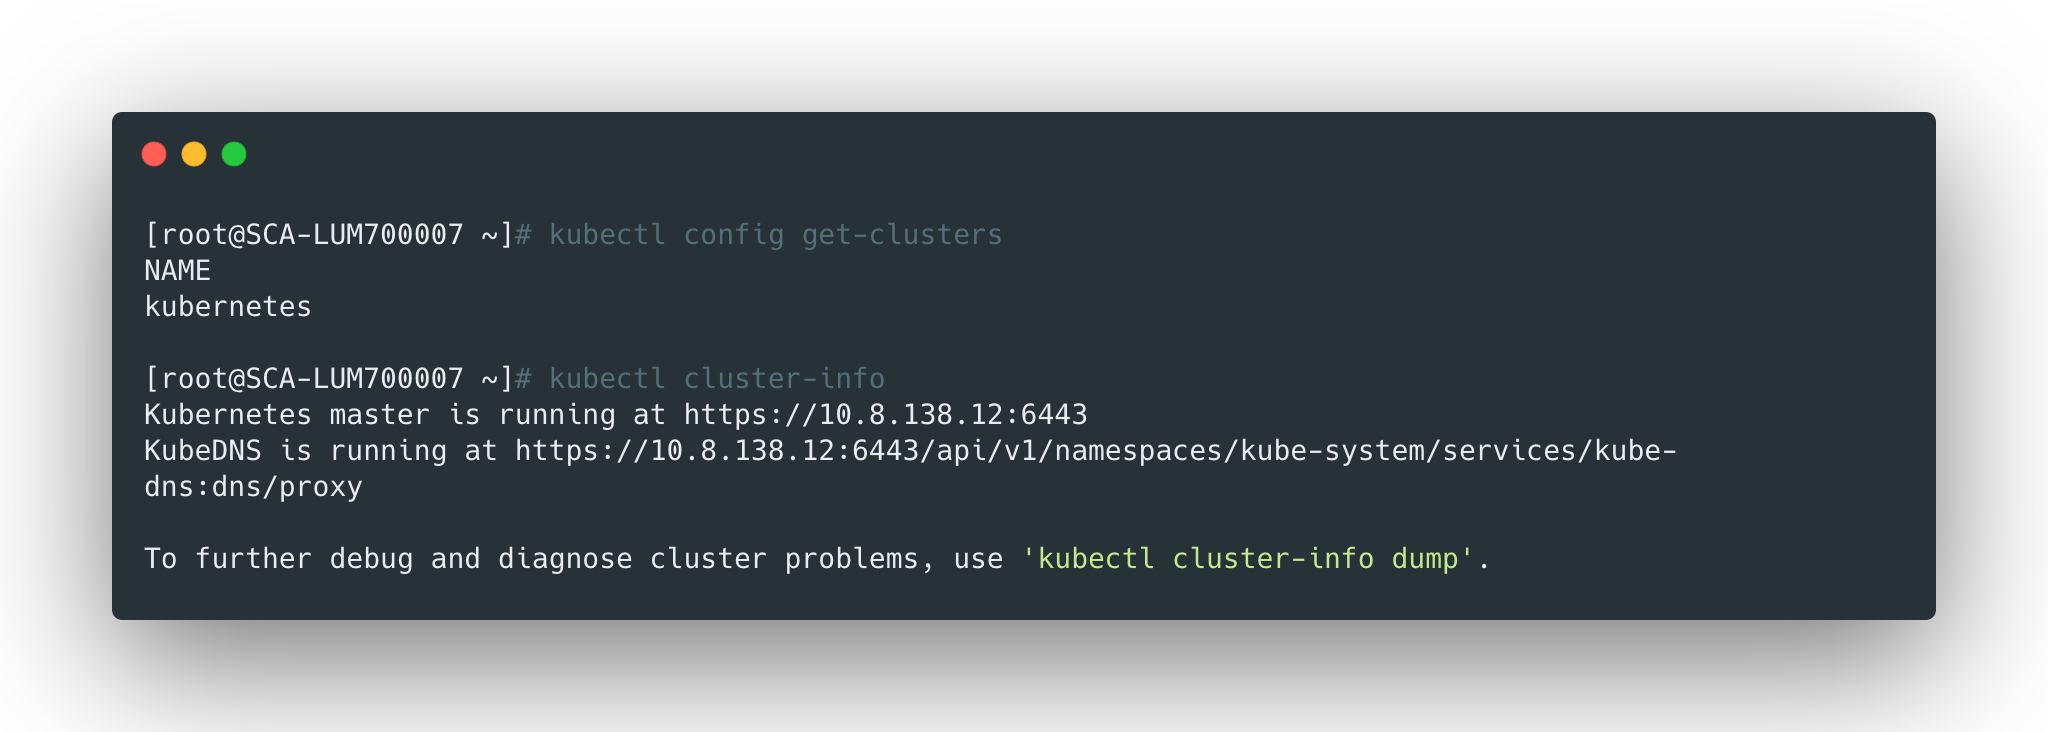 [root@SCA-LUM700007 ~]# kubectl config get-clusters
NAME
kubernetes
[root@SCA-LUM700007 ~]# kubectl cluster-info
Kubernetes master is running at https://10.8.138.12:6443
KubeDNS is running at https://10.8.138.12:6443/api/v1/namespaces/kube-system/services/kube-
dns:dns/proxy
To further debug and diagnose cluster problems, use 'kubectl cluster-info dump'.